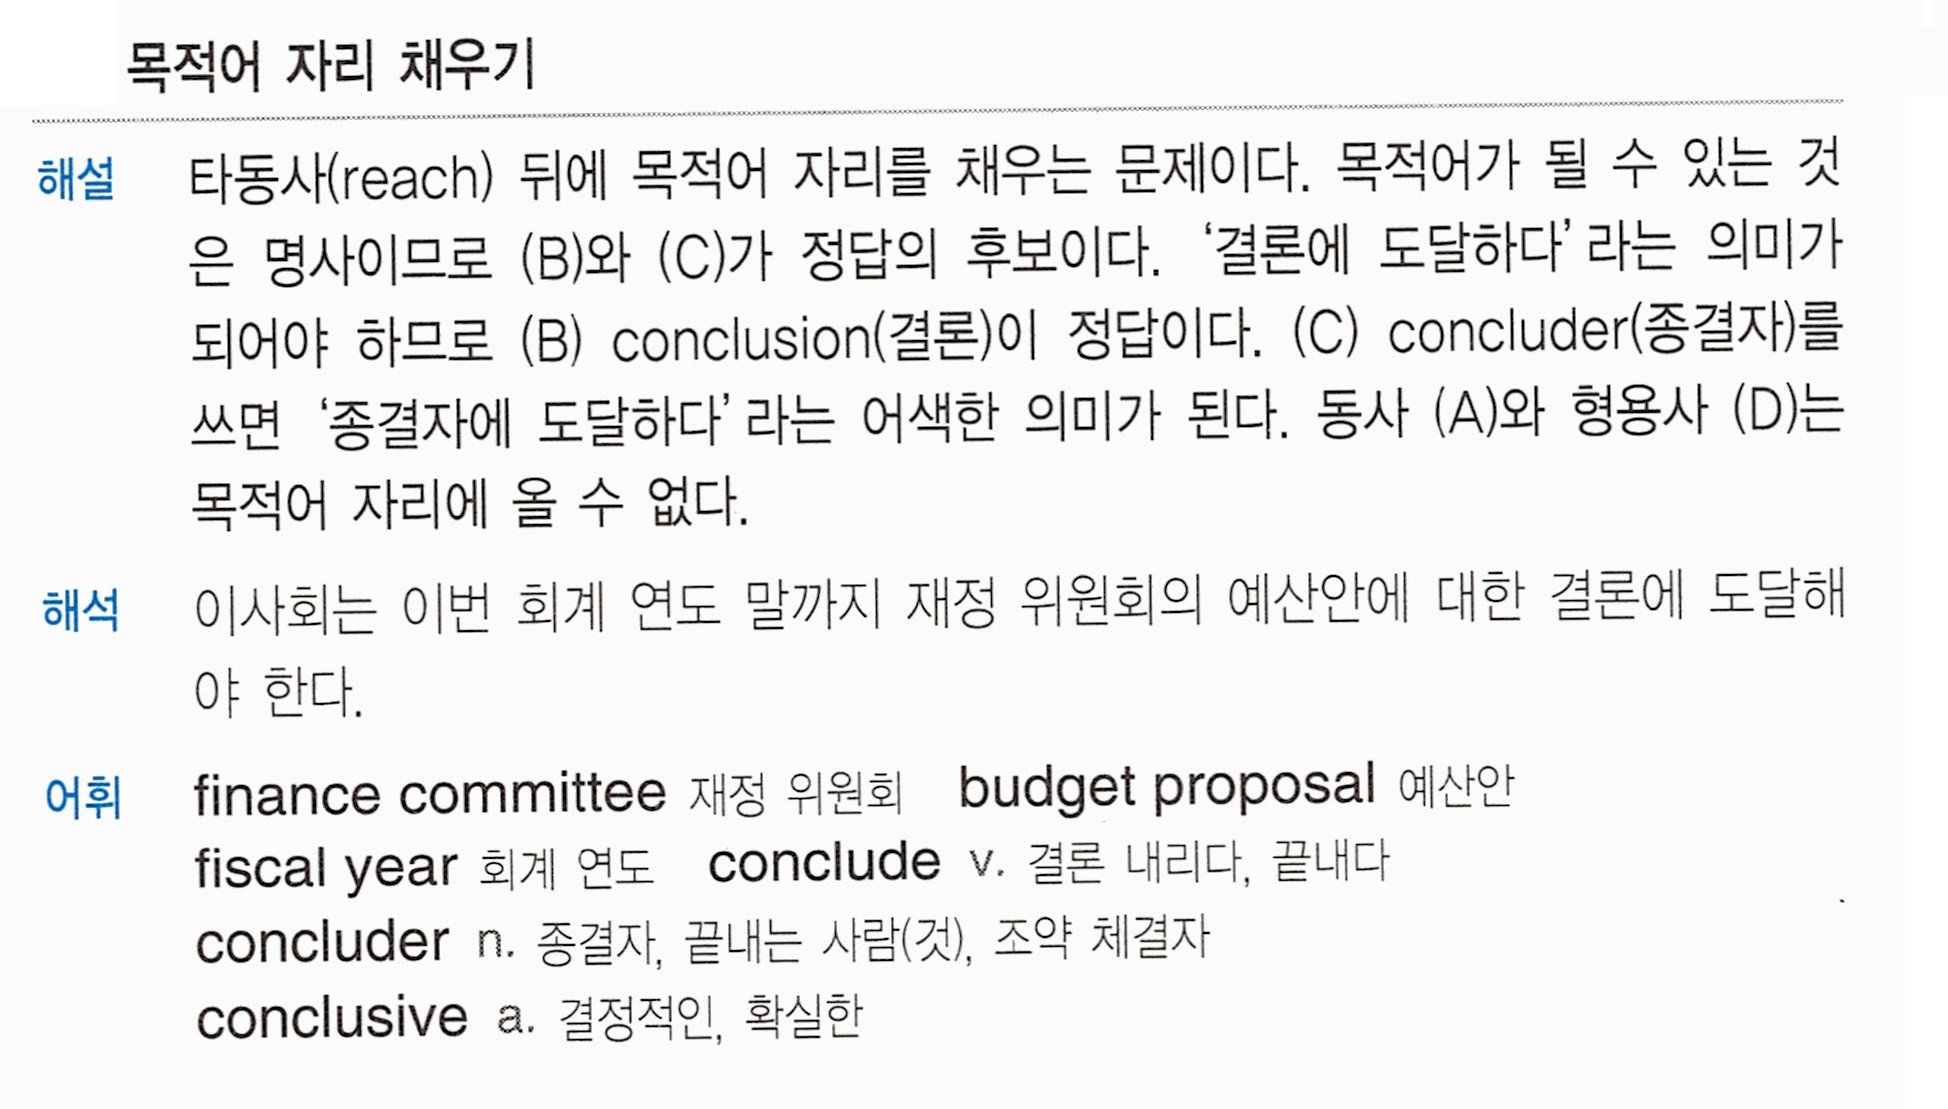 목적어 자리 채우기
해설 타동사(reach) 뒤에 목적어 자리를 채우는 문제이다. 목적어가 될 수 있는 것
은 명사이므로 (B)와 (C)가 정답의 후보이다. ‘결론에 도달하다’라는 의미가
되어야 하므로 (B) conclusion(결론)이 정답이다. (C) concluder(종결자)를
쓰면 ‘종결자에 도달하다’라는 어색한 의미가 된다. 동사 (A)와 형용사 (D)는
목적어 자리에 올 수 없다.
해석 이사회는 이번 회계 연도 말까지 재정 위원회의 예산안에 대한 결론에 도달해
야 한다.
어휘 finance committee 재정 위원회 budget proposal 예산안
fiscal year 회계 연도 conclude v. 결론 내리다, 끝내다
concluder n. 종결자, 끝내는 사람(것), 조약 체결자
conclusive a. 결정적인, 확실한